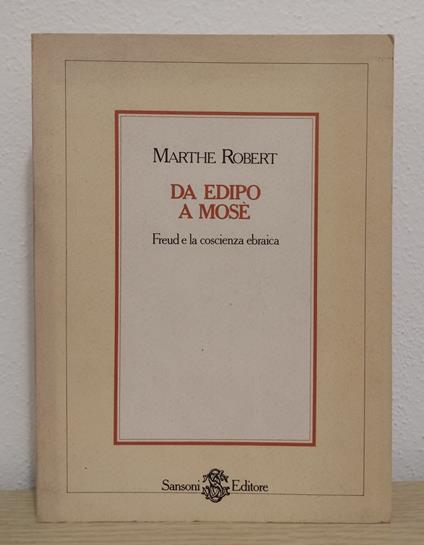 MARTHE ROBERT
DA EDIPO
A MOSÈ
Freud e la coscienza ebraica
Sansoni Editore